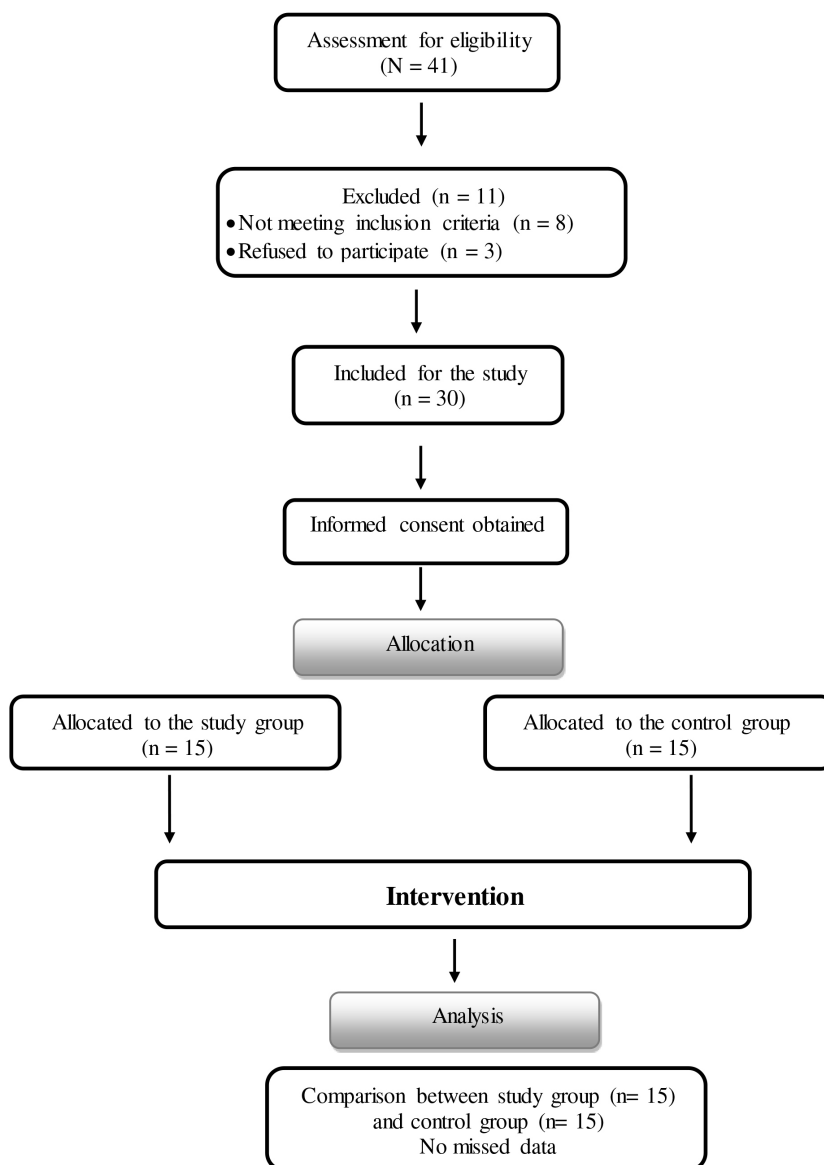 Assessment for eligibility
(N = 41)
Excluded (n = 11)
•Not meeting inclusion criteria (n = 8)
•Refused to participate (n = 3)
Included for the study
(n = 30)
Informed consent obtained
Allocation
Allocated to the study group
(n = 15)
Allocated to the control group
(n = 15)
Intervention
Analysis
Comparison between study group (n= 15)
and control group (n= 15)
No missed data